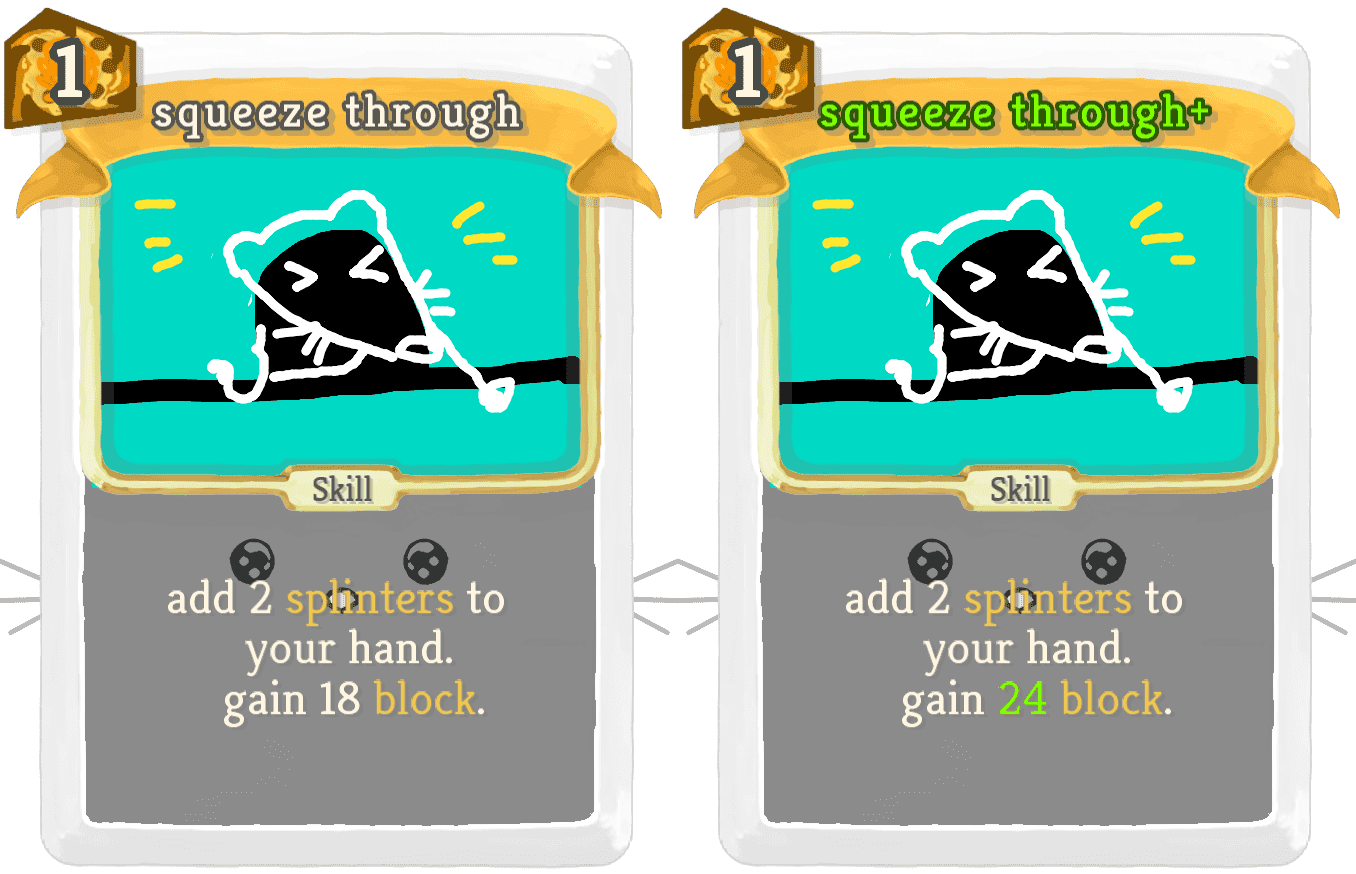 1
squeeze through
Skill
add 2 splinters to
your hand.
gain 18 block.
1
squeeze through+
Skill
add 2 splinters to
your hand.
gain 24 block.